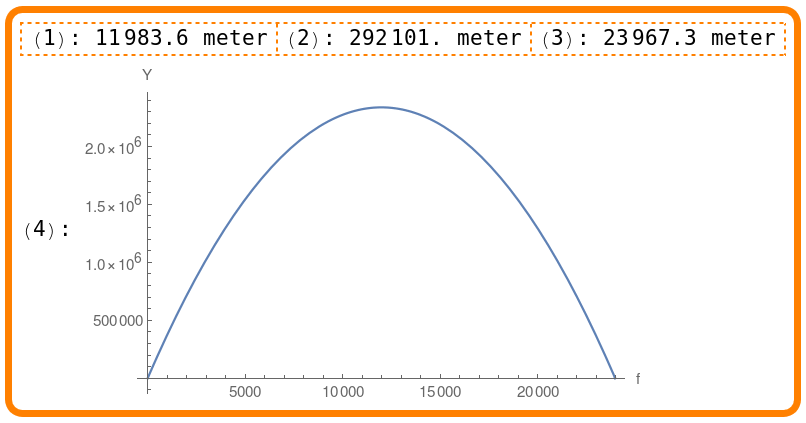 (1): 11983.6 meter (2): 292101. meter (3): 23967.3 meter
Y
2.0×10⁶
1.5×10⁶
(4):
1.0×10⁶
500000
f
5000 10000 15000 20000